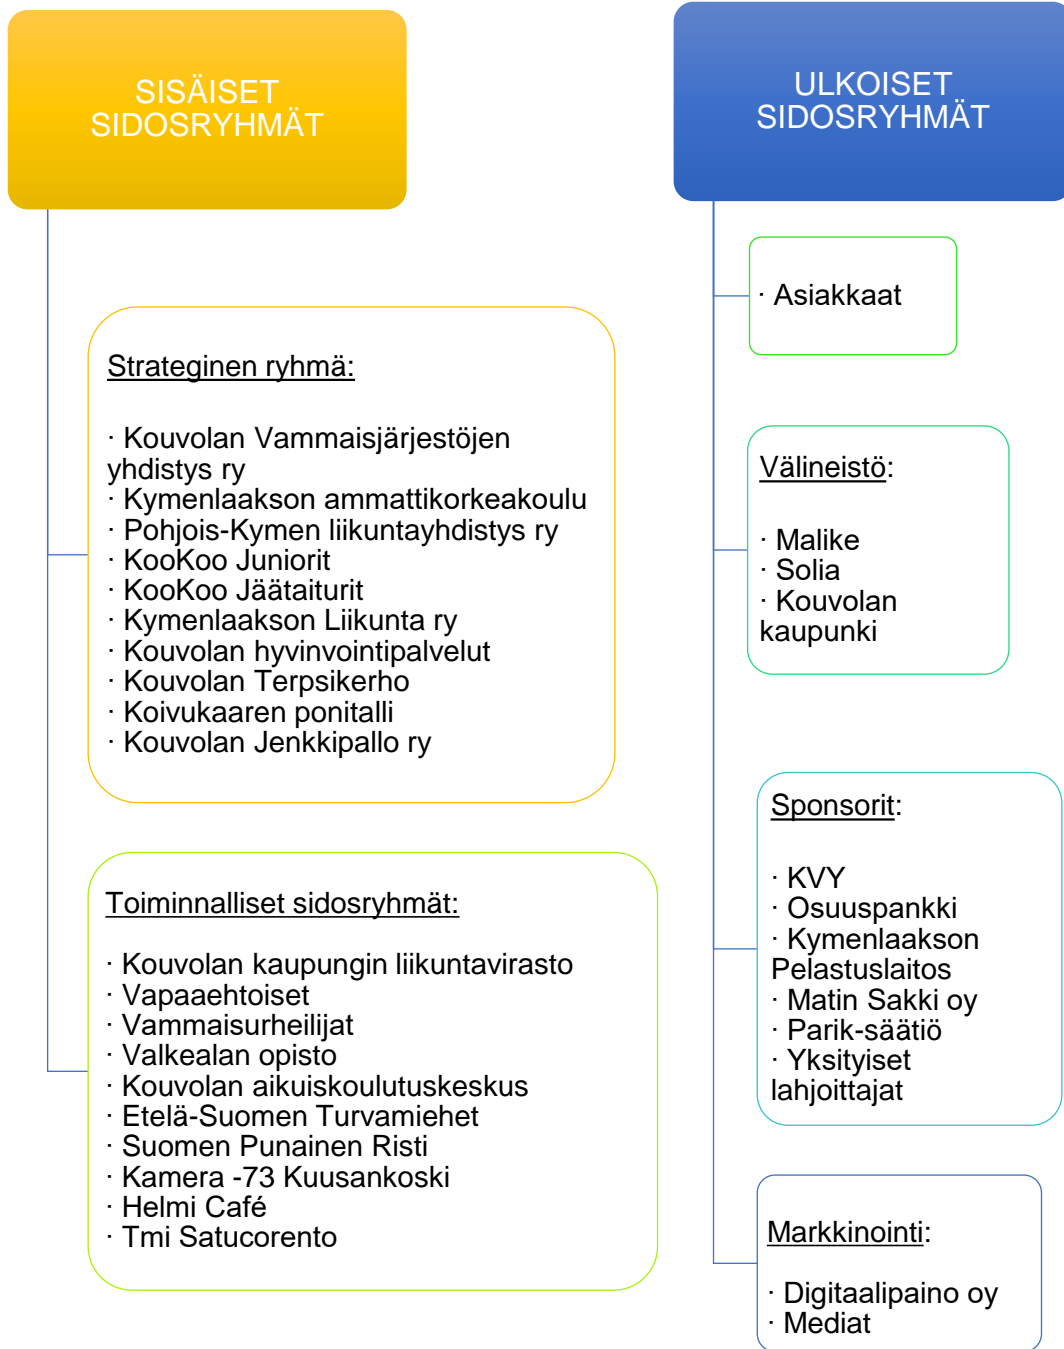 SISÄISET
SIDOSRYHMÄT
Strateginen ryhmä:
· Kouvolan Vammaisjärjestöjen
yhdistys ry
· Kymenlaakson ammattikorkeakoulu
· Pohjois-Kymen liikuntayhdistys ry
· KooKoo Juniorit
· KooKoo Jäätaiturit
· Kymenlaakson Liikunta ry
· Kouvolan hyvinvointipalvelut
· Kouvolan Terpsikerho
· Koivukaaren ponitalli
· Kouvolan Jenkkipallo ry
Toiminnalliset sidosryhmät:
· Kouvolan kaupungin liikuntavirasto
· Vapaaehtoiset
· Vammaisurheilijat
· Valkealan opisto
· Kouvolan aikuiskoulutuskeskus
· Etelä-Suomen Turvamiehet
· Suomen Punainen Risti
· Kamera -73 Kuusankoski
· Helmi Café
· Tmi Satucorento
ULKOISET
SIDOSRYHMÄT
· Asiakkaat
Välineistö:
· Malike
· Solia
· Kouvolan
kaupunki
Sponsorit:
· KVY
· Osuuspankki
· Kymenlaakson
Pelastuslaitos
· Matin Sakki oy
· Parik-säätiö
· Yksityiset
lahjoittajat
Markkinointi:
· Digitaalipaino oy
· Mediat